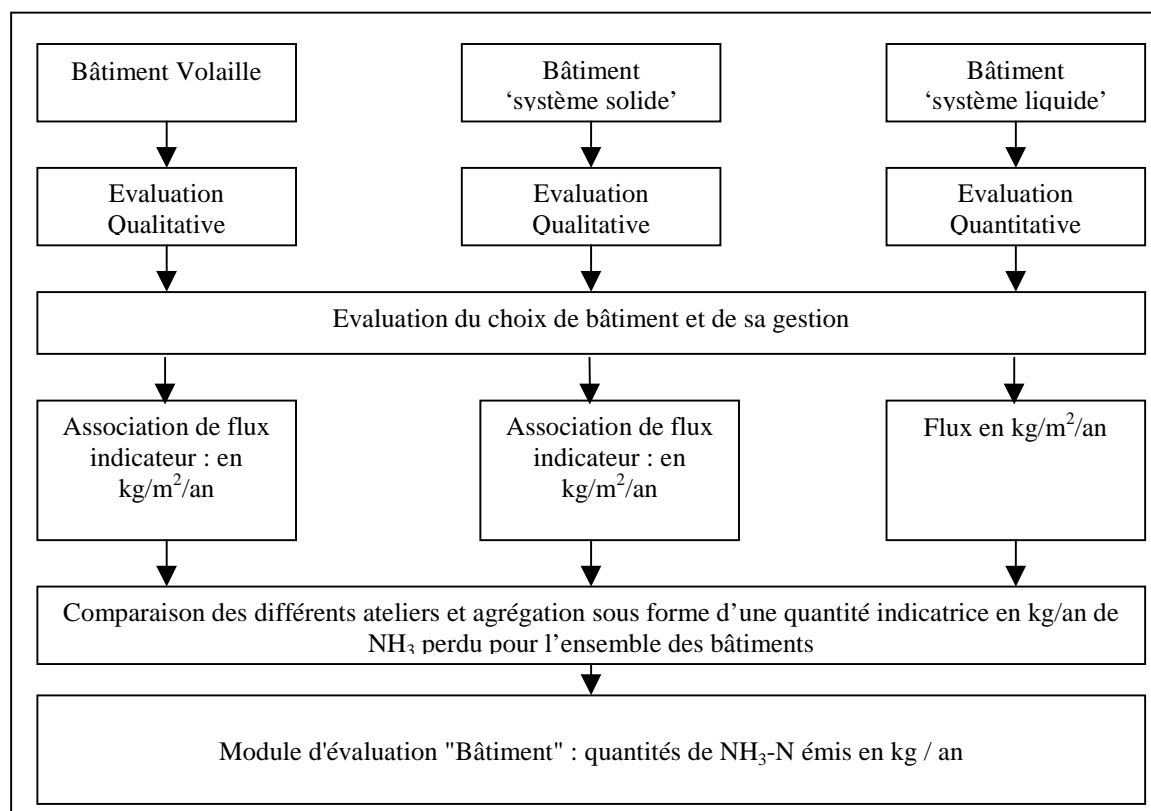 Bâtiment Volaille
Bâtiment
‘système solide’
Bâtiment
‘système liquide’
Evaluation
Qualitative
Evaluation
Qualitative
Evaluation
Quantitative
Evaluation du choix de bâtiment et de sa gestion
Association de flux
indicateur : en
kg/m²/an
Association de flux
indicateur : en
kg/m²/an
Flux en kg/m²/an
Comparaison des différents ateliers et agrégation sous forme d’une quantité indicatrice en kg/an de
NH₃ perdu pour l’ensemble des bâtiments
Module d'évaluation "Bâtiment" : quantités de NH₃-N émis en kg / an